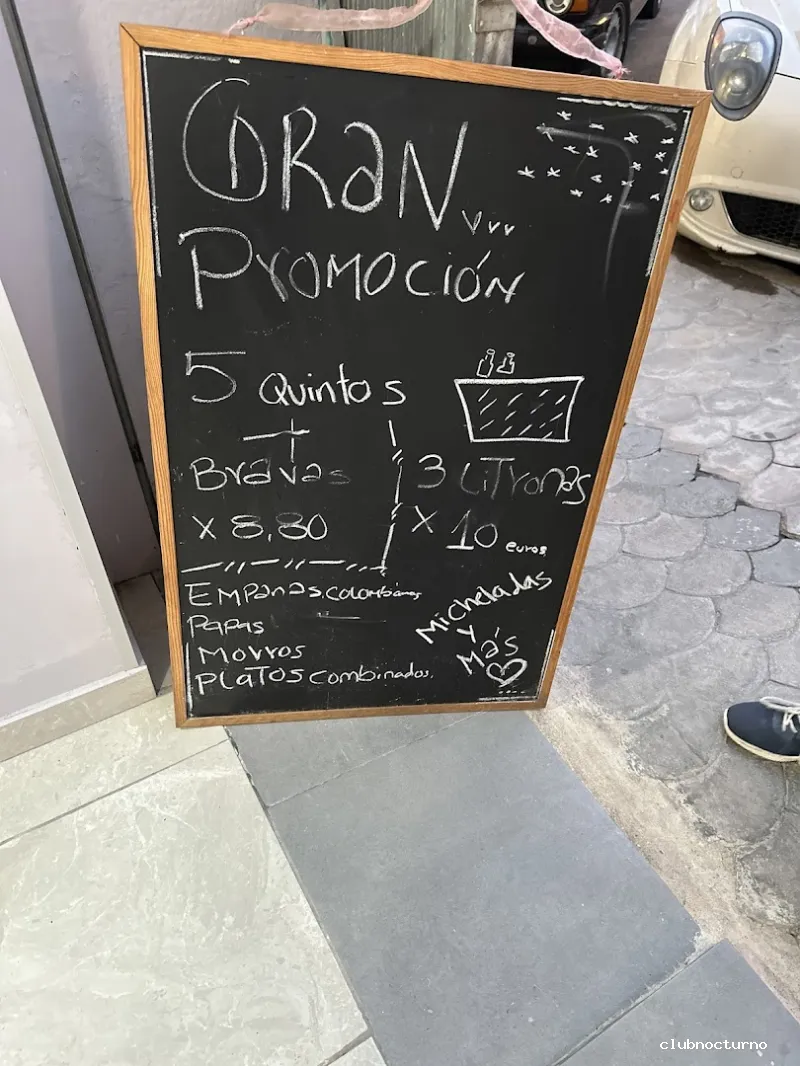 GRaN
PrOMOCIÓN
5 Quintos
+
Bravas
x 8,80
3 LiTronas
x 10 euros
EMPanas colombianas
PaPas
Morros
PlaTos combinados.
Micheladas
Y
Más
clubnocturno